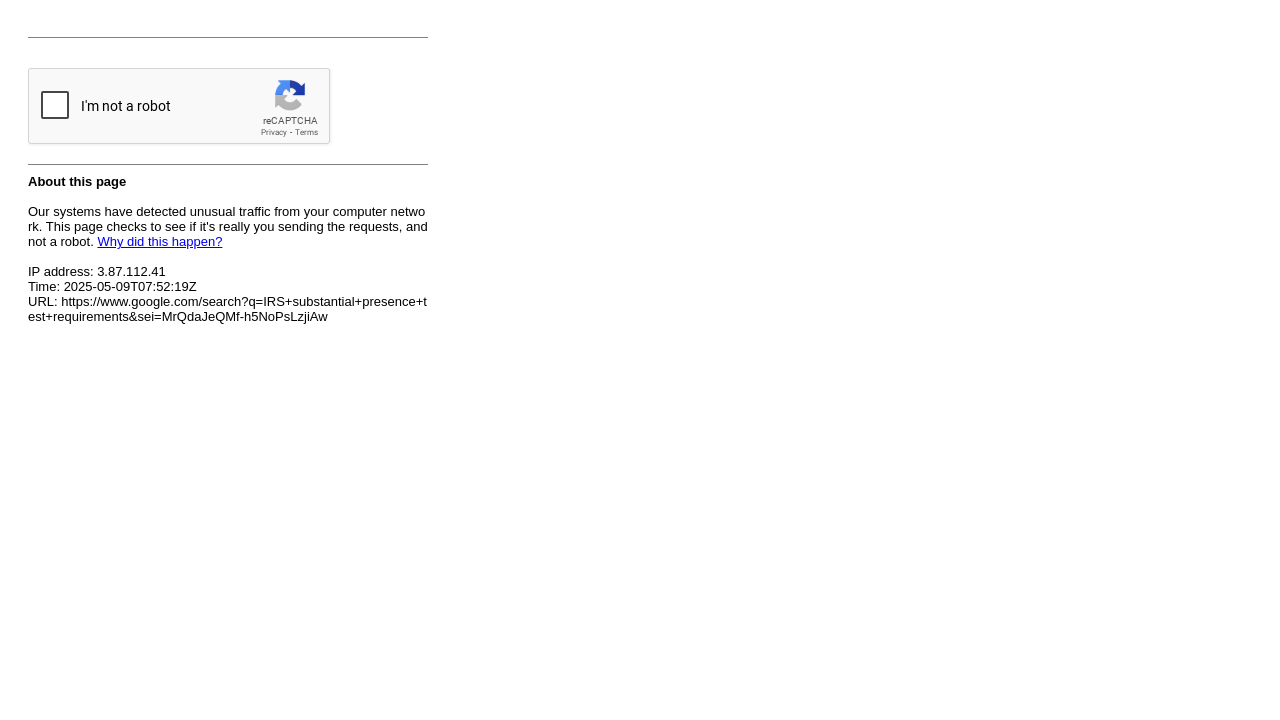 I'm not a robot
reCAPTCHA
Privacy - Terms
About this page
Our systems have detected unusual traffic from your computer netwo
rk. This page checks to see if it's really you sending the requests, and
not a robot. Why did this happen?
IP address: 3.87.112.41
Time: 2025-05-09T07:52:19Z
URL: https://www.google.com/search?q=IRS+substantial+presence+t
est+requirements&sei=MrQdaJeQMf-h5NoPsLzjiAw